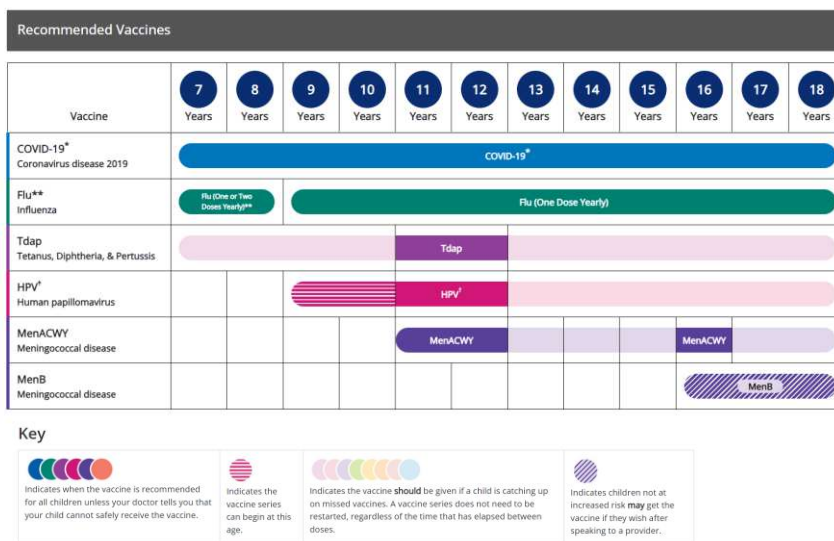 Recommended Vaccines
Vaccine
7
Years
8
Years
9
Years
10
Years
11
Years
12
Years
13
Years
14
Years
15
Years
16
Years
17
Years
18
Years
COVID-19*
Coronavirus disease 2019
COVID-19*
Flu**
Influenza
Flu (One or Two
Doses Yearly)**
Flu (One Dose Yearly)
Tdap
Tetanus, Diphtheria, & Pertussis
Tdap
HPV†
Human papillomavirus
HPV†
MenACWY
Meningococcal disease
MenACWY
MenACWY
MenB
Meningococcal disease
MenB
Key
Indicates when the vaccine is recommended
for all children unless your doctor tells you that
your child cannot safely receive the vaccine.
Indicates the
vaccine series
can begin at this
age.
Indicates the vaccine should be given if a child is catching up
on missed vaccines. A vaccine series does not need to be
restarted, regardless of the time that has elapsed between
doses.
Indicates children not at
increased risk may get the
vaccine if they wish after
speaking to a provider.